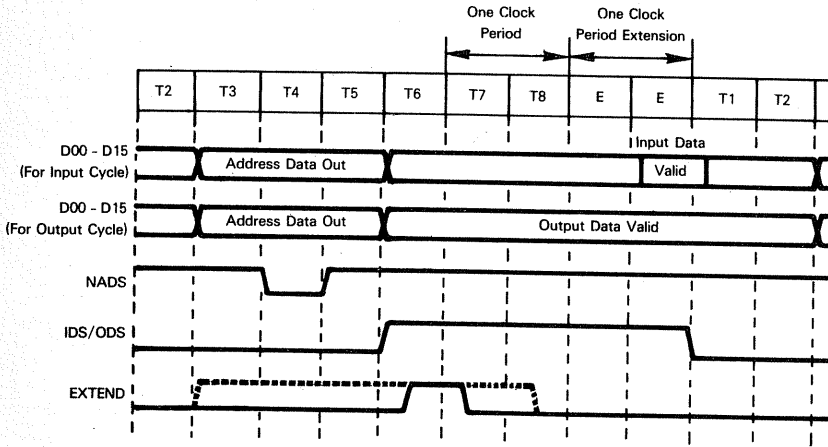 One Clock
Period
One Clock
Period Extension
T2 T3 T4 T5 T6 T7 T8 E E T1 T2
D00 - D15
(For Input Cycle)
Address Data Out
Input Data
Valid
D00 - D15
(For Output Cycle)
Address Data Out
Output Data Valid
NADS
IDS/ODS
EXTEND